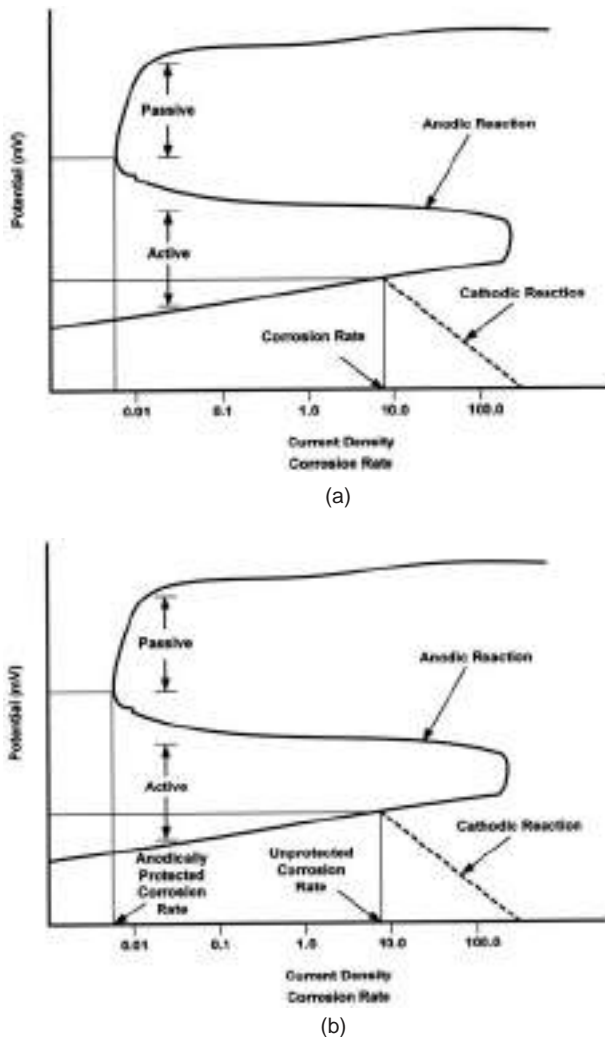 Passive
Anodic Reaction
Potential (mV)
Active
Cathodic Reaction
Corrosion Rate
0.01 0.1 1.0 10.0 100.0
Current Density
Corrosion Rate
(a)
Passive
Anodic Reaction
Potential (mV)
Active
Cathodic Reaction
Anodically
Protected
Corrosion
Rate
Unprotected
Corrosion
Rate
0.01 0.1 1.0 10.0 100.0
Current Density
Corrosion Rate
(b)